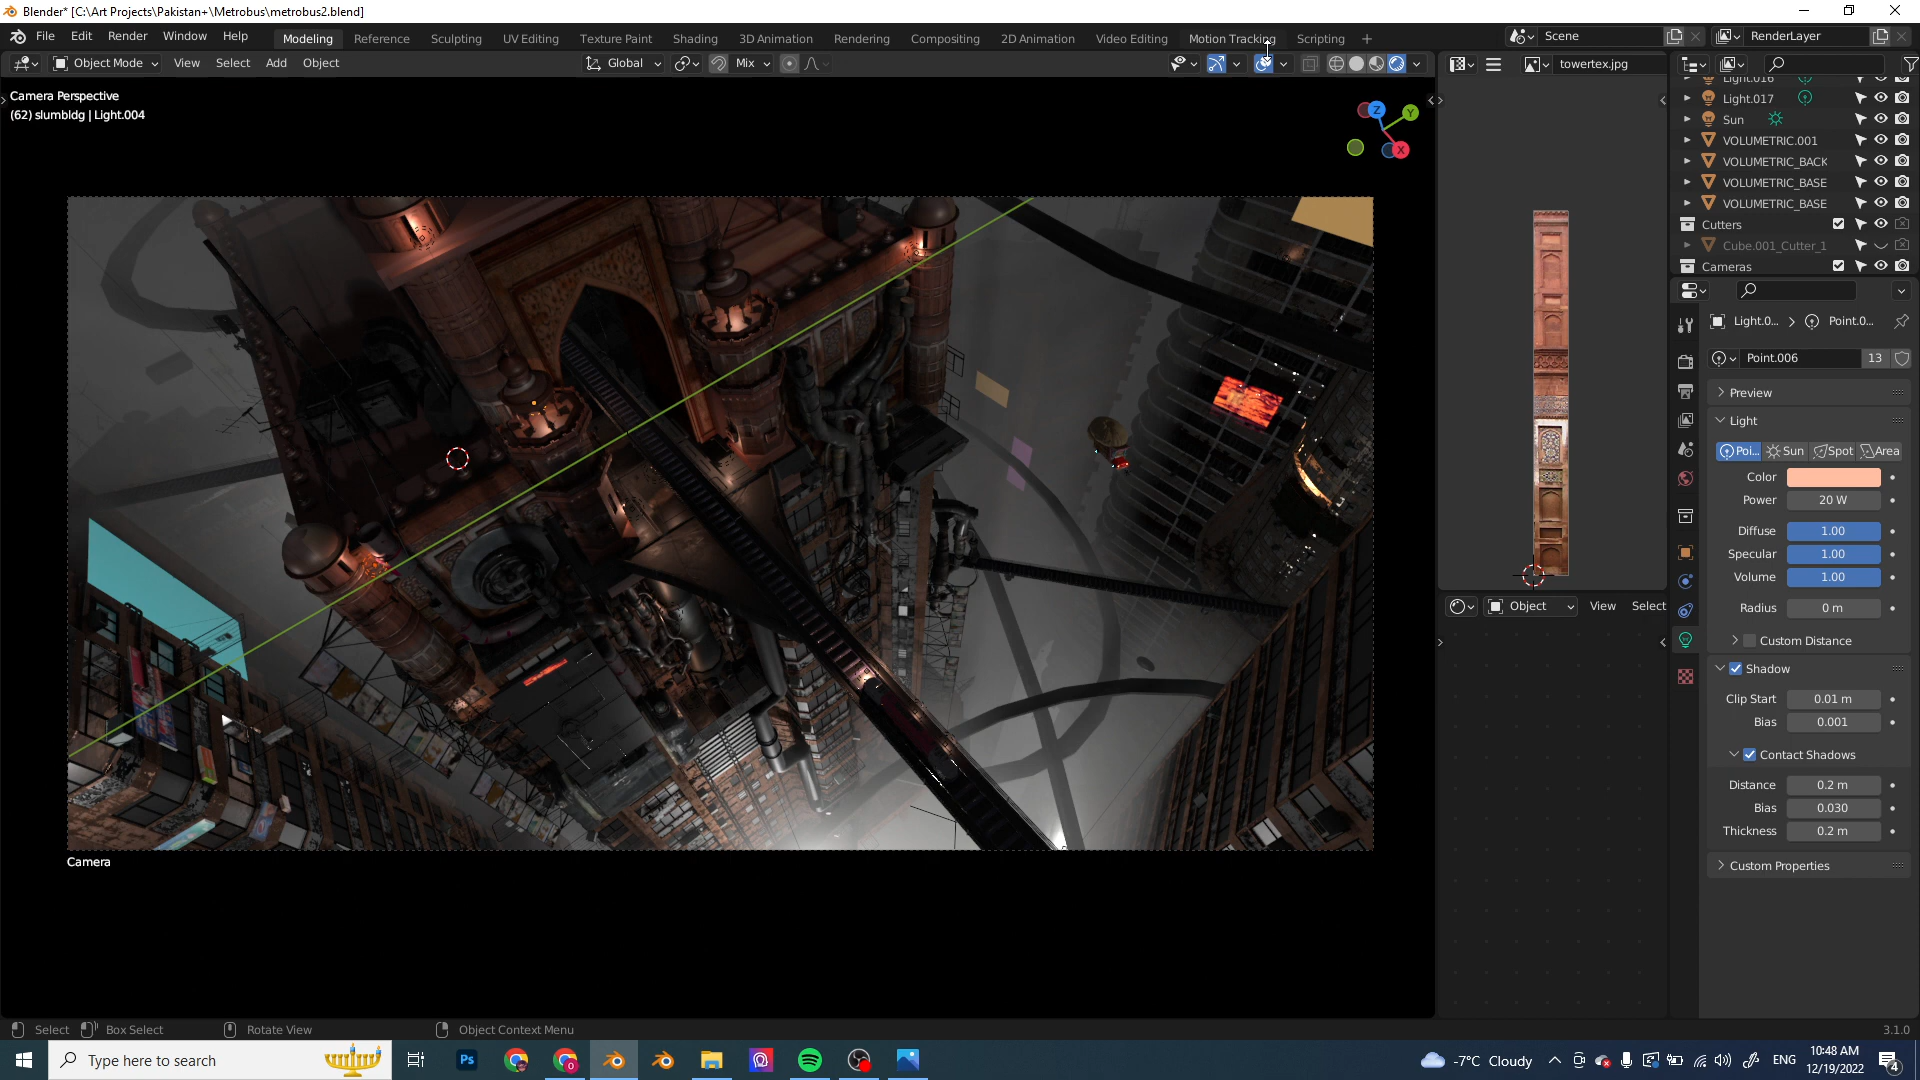 Blender* [C:\Art Projects\Pakistan+\Metrobus\metrobus2.blend]
File Edit Render Window Help Modeling Reference Sculpting UV Editing Texture Paint Shading 3D Animation Rendering Compositing 2D Animation Video Editing Motion Tracking Scripting + Scene RenderLayer
Object Mode View Select Add Object Global Mix towertex.jpg
Camera Perspective
(62) slumbldg | Light.004
Z Y X
Light.016
Light.017
Sun
VOLUMETRIC.001
VOLUMETRIC_BACK
VOLUMETRIC_BASE
VOLUMETRIC_BASE
Cutters
Cube.001_Cutter_1
Cameras
Light.0... Point.0...
Point.006 13
Preview
Light
Poi... Sun Spot Area
Color
Power 20 W
Diffuse 1.00
Specular 1.00
Volume 1.00
Radius 0 m
Custom Distance
Shadow
Clip Start 0.01 m
Bias 0.001
Contact Shadows
Distance 0.2 m
Bias 0.030
Thickness 0.2 m
Custom Properties
Object View Select
Camera
Select Box Select Rotate View Object Context Menu 3.1.0
Type here to search Ps -7°C Cloudy ENG 10:48 AM
12/19/2022 4